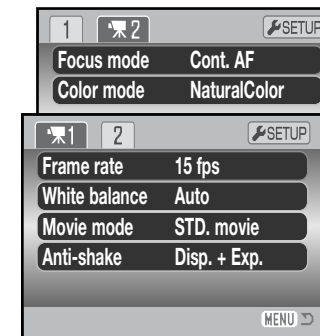 1 2 SETUP
Focus mode Cont. AF
Color mode NaturalColor
1 2 SETUP
Frame rate 15 fps
White balance Auto
Movie mode STD. movie
Anti-shake Disp. + Exp.
MENU